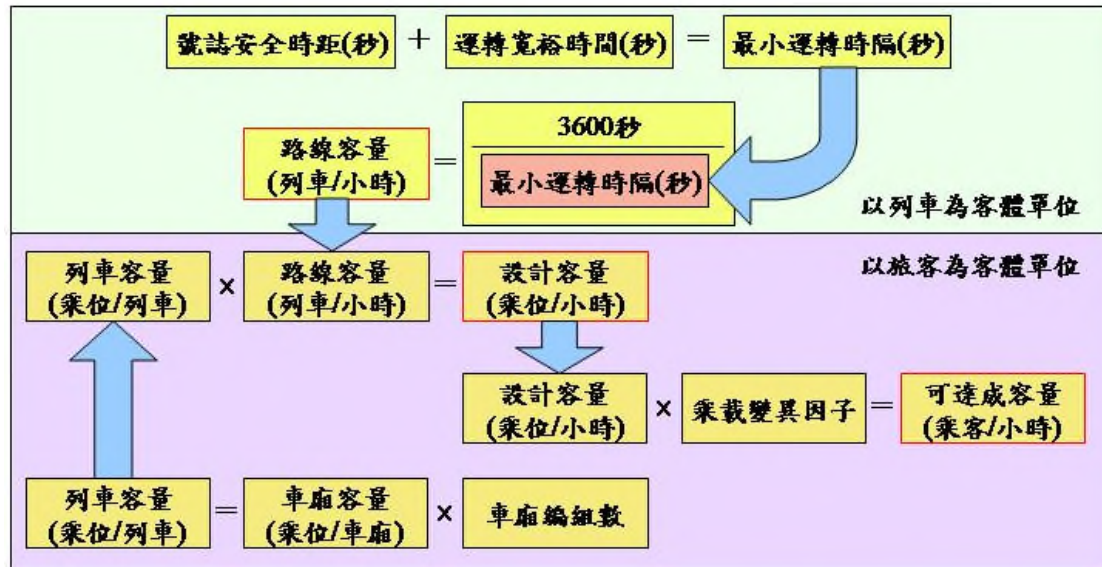 號誌安全時距(秒) + 運轉寬裕時間(秒) = 最小運轉時隔(秒)
3600秒
路線容量
(列車/小時)
=
最小運轉時隔(秒)
以列車為客體單位
以旅客為客體單位
列車容量
(乘位/列車)
×
路線容量
(列車/小時)
=
設計容量
(乘位/小時)
設計容量
(乘位/小時)
×
乘載變異因子
=
可達成容量
(乘客/小時)
列車容量
(乘位/列車)
=
車廂容量
(乘位/車廂)
×
車廂編組數